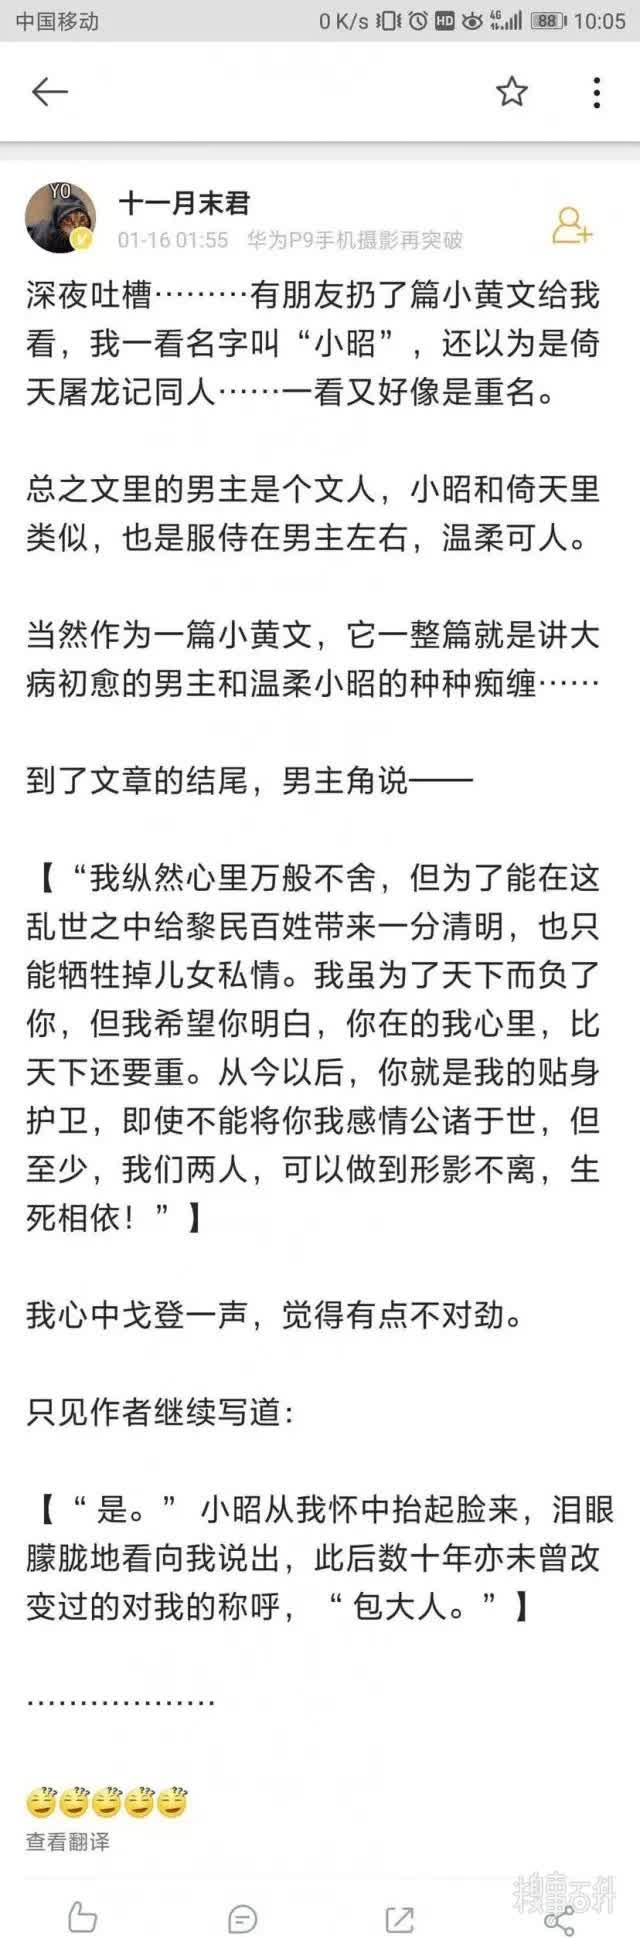 中国移动 0 K/s HD 4G 88 10:05
YO
十一月末君
01-16 01:55 华为P9手机摄影再突破
深夜吐槽………有朋友扔了篇小黄文给我
看，我一看名字叫“小昭”，还以为是倚
天屠龙记同人……一看又好像是重名。
总之文里的男主是个文人，小昭和倚天里
类似，也是服侍在男主左右，温柔可人。
当然作为一篇小黄文，它一整篇就是讲大
病初愈的男主和温柔小昭的种种痴缠……
到了文章的结尾，男主角说——
【“我纵然心里万般不舍，但为了能在这
乱世之中给黎民百姓带来一分清明，也只
能牺牲掉儿女私情。我虽为了天下而负了
你，但我希望你明白，你在的我心里，比
天下还要重。从今以后，你就是我的贴身
护卫，即使不能将你我感情公诸于世，但
至少，我们两人，可以做到形影不离，生
死相依！”】
我心中戈登一声，觉得有点不对劲。
只见作者继续写道：
【“是。” 小昭从我怀中抬起脸来，泪眼
朦胧地看向我说出，此后数十年亦未曾改
变过的对我的称呼，“包大人。”】
………………
查看翻译
糗事百科